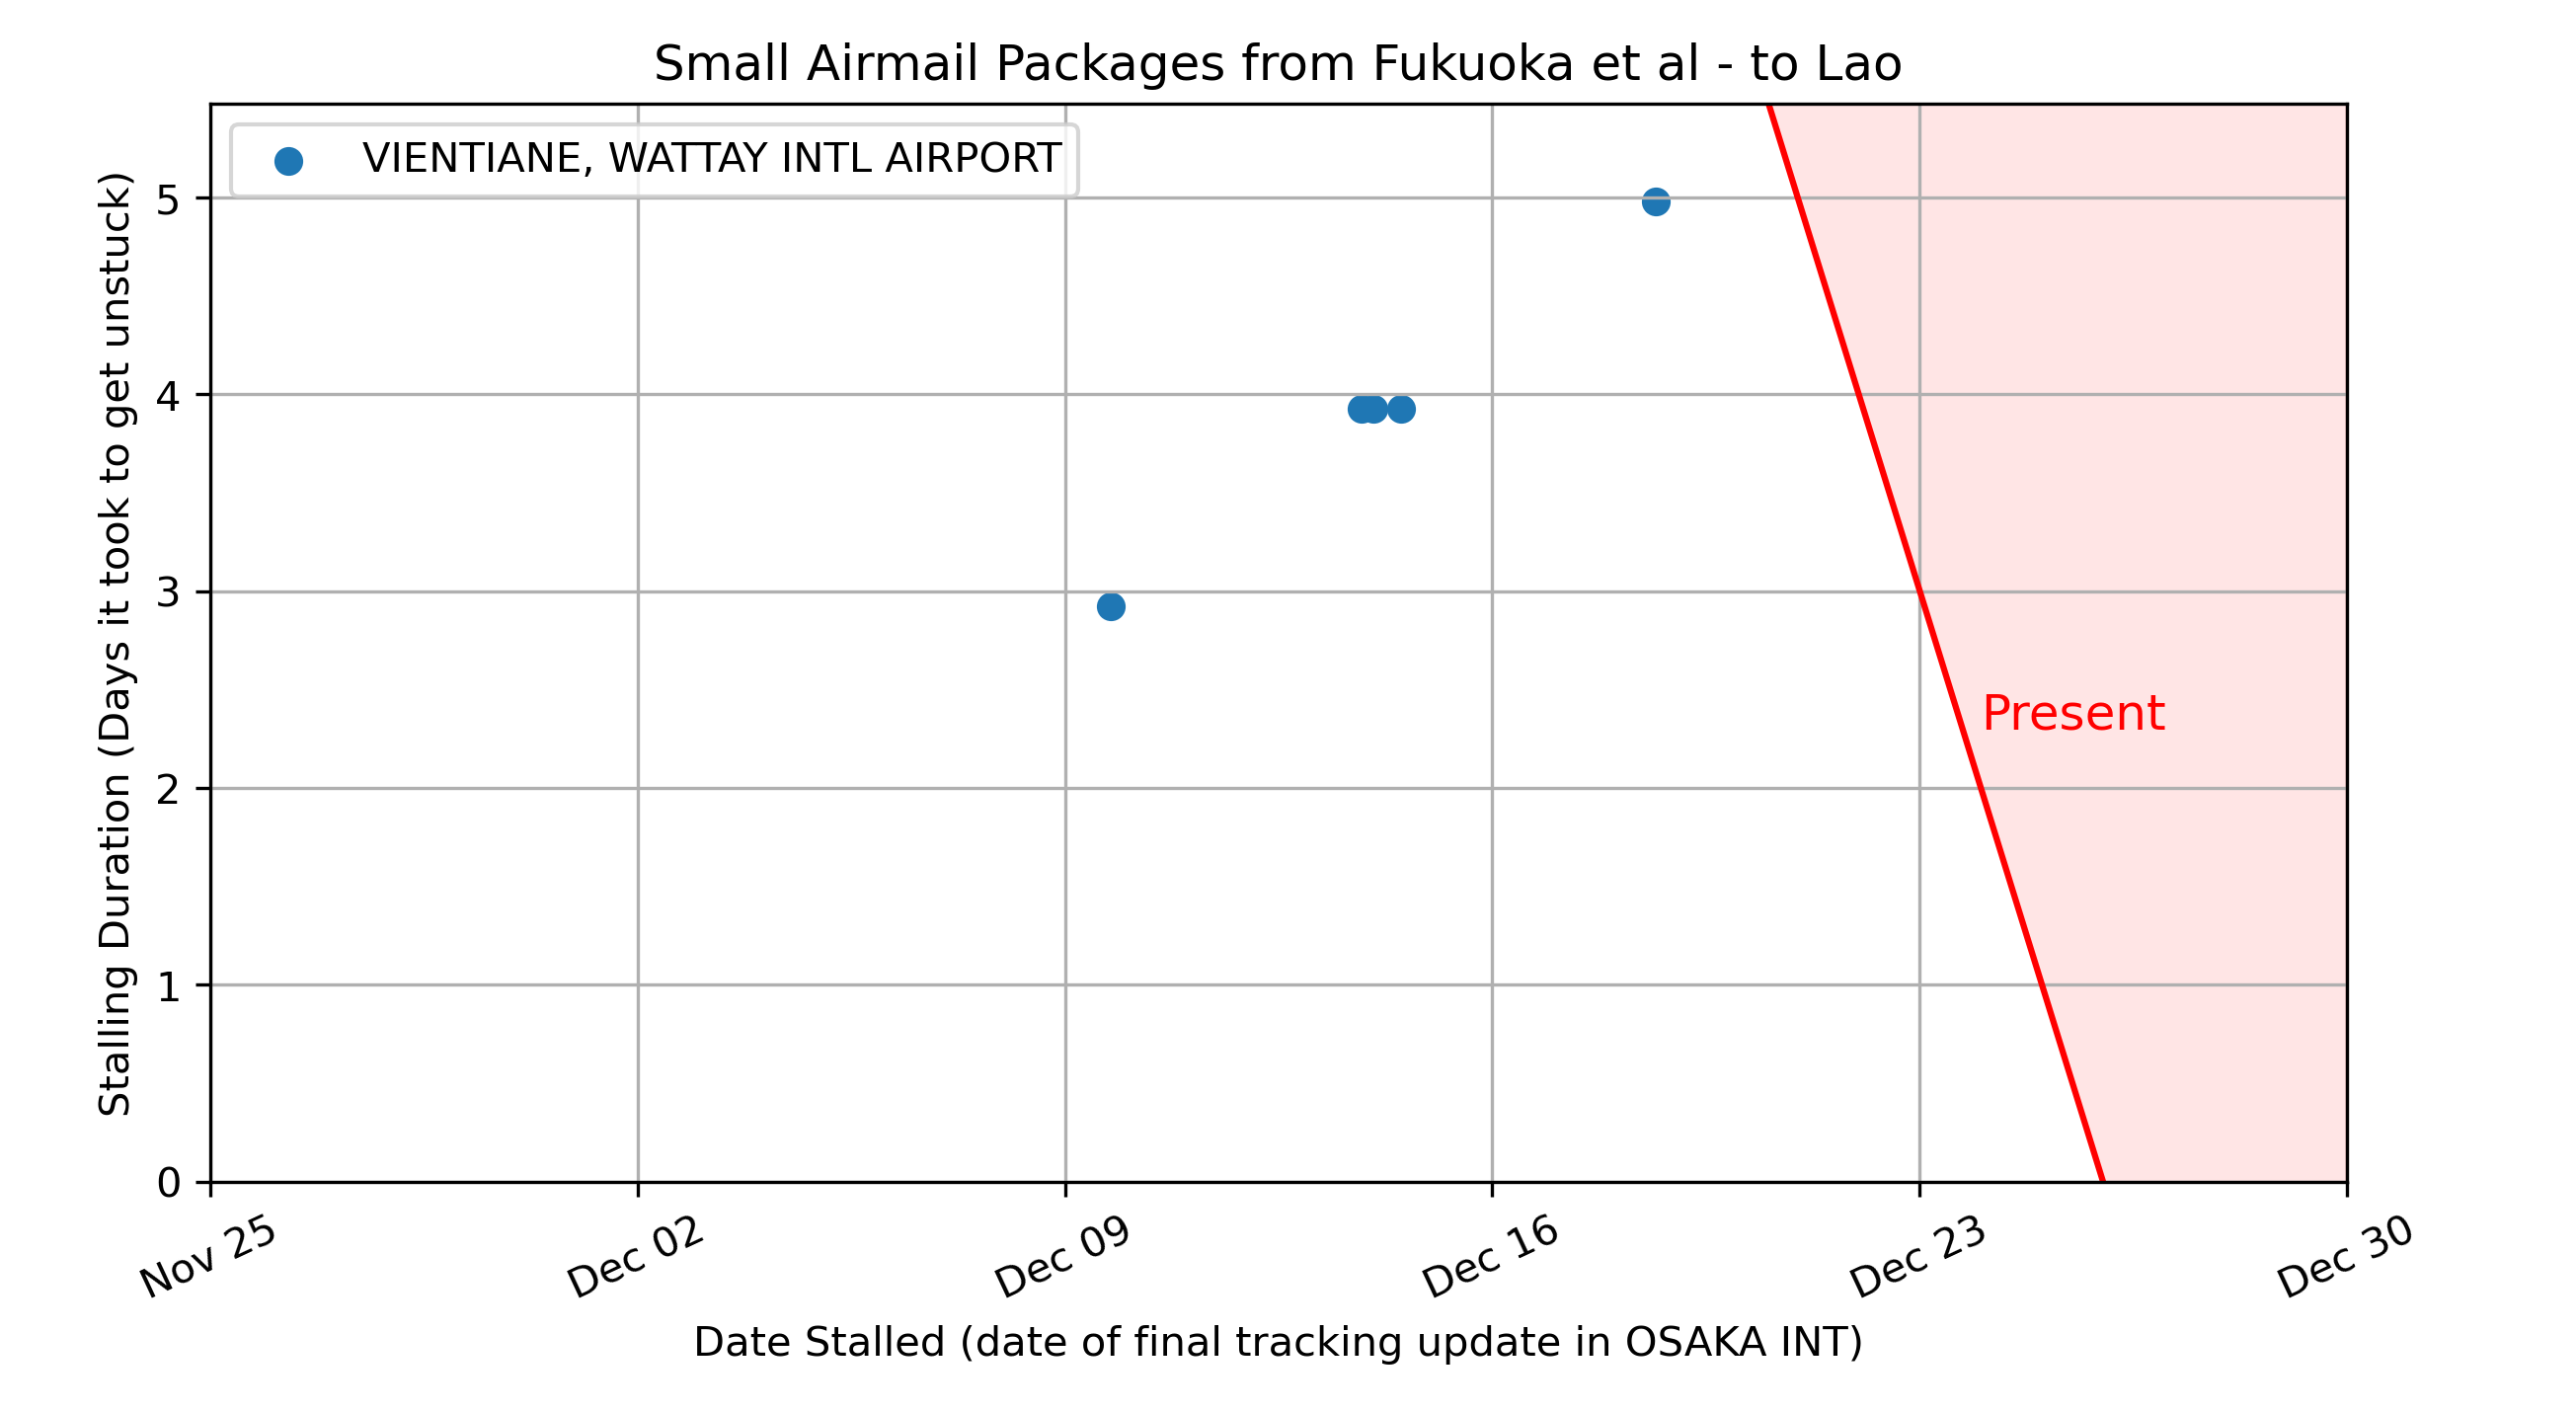 Small Airmail Packages from Fukuoka et al - to Lao
VIENTIANE, WATTAY INTL AIRPORT
Stalling Duration (Days it took to get unstuck)
5
4
3
2
1
0
Present
Nov 25
Dec 02
Dec 09
Dec 16
Dec 23
Dec 30
Date Stalled (date of final tracking update in OSAKA INT)